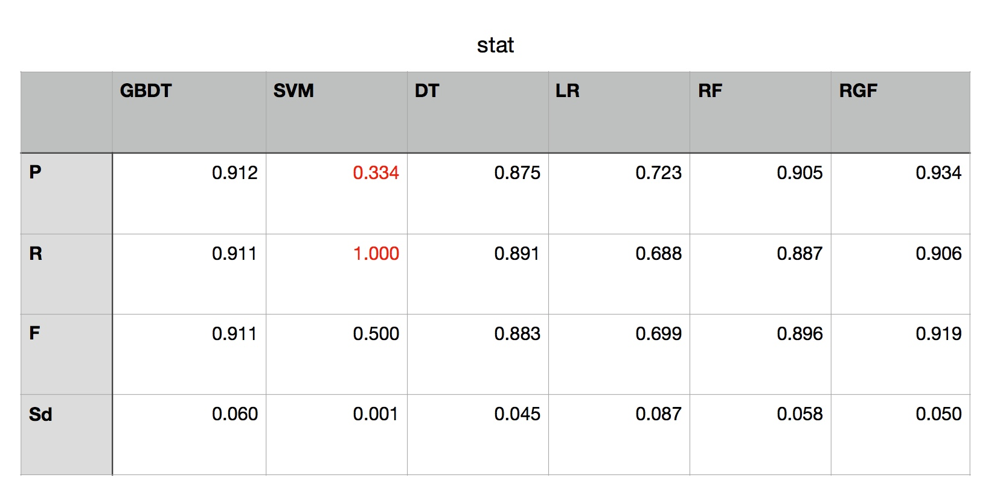 stat
GBDT SVM DT LR RF RGF
P 0.912 0.334 0.875 0.723 0.905 0.934
R 0.911 1.000 0.891 0.688 0.887 0.906
F 0.911 0.500 0.883 0.699 0.896 0.919
Sd 0.060 0.001 0.045 0.087 0.058 0.050